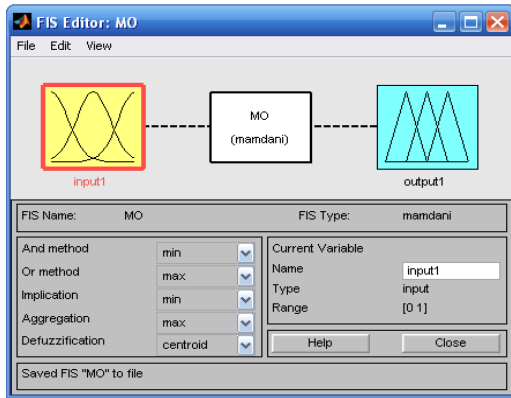 FIS Editor: MO
File Edit View
MO
(mamdani)
input1
output1
FIS Name: MO FIS Type: mamdani
And method min
Or method max
Implication min
Aggregation max
Defuzzification centroid
Current Variable
Name input1
Type input
Range [0 1]
Help Close
Saved FIS "MO" to file